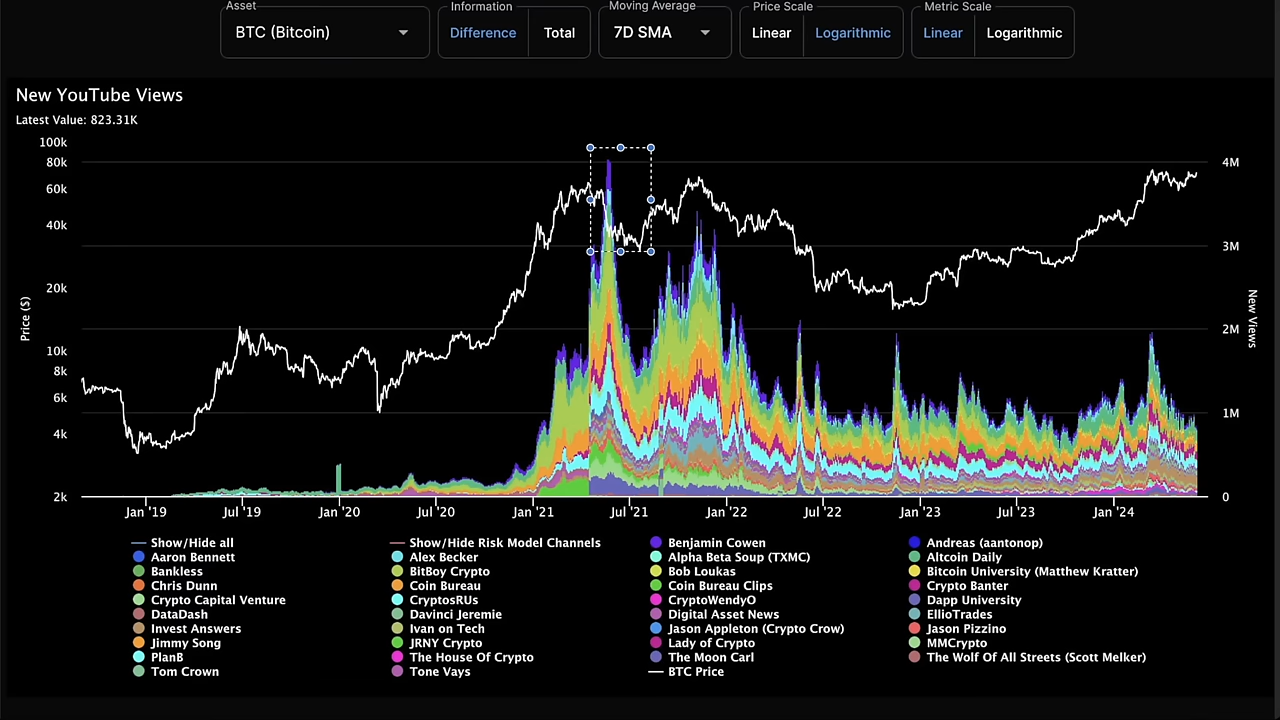 Asset Information Moving Average Price Scale Metric Scale
BTC (Bitcoin) Difference Total 7D SMA Linear Logarithmic Linear Logarithmic
New YouTube Views
Latest Value: 823.31K
100k
80k 4M
60k
40k
3M
20k
Price ($) New Views
2M
10k
8k
6k
1M
4k
2k 0
Jan'19 Jul'19 Jan'20 Jul'20 Jan'21 Jul'21 Jan'22 Jul'22 Jan'23 Jul'23 Jan'24
Show/Hide all Show/Hide Risk Model Channels Benjamin Cowen Andreas (aantonop)
Aaron Bennett Alex Becker Alpha Beta Soup (TXMC) Altcoin Daily
Bankless BitBoy Crypto Bob Loukas Bitcoin University (Matthew Kratter)
Chris Dunn Coin Bureau Coin Bureau Clips Crypto Banter
Crypto Capital Venture CryptosRUs CryptoWendyO Dapp University
DataDash Davinci Jeremie Digital Asset News EllioTrades
Invest Answers Ivan on Tech Jason Appleton (Crypto Crow) Jason Pizzino
Jimmy Song JRNY Crypto Lady of Crypto MMCrypto
PlanB The House Of Crypto The Moon Carl The Wolf Of All Streets (Scott Melker)
Tom Crown Tone Vays BTC Price